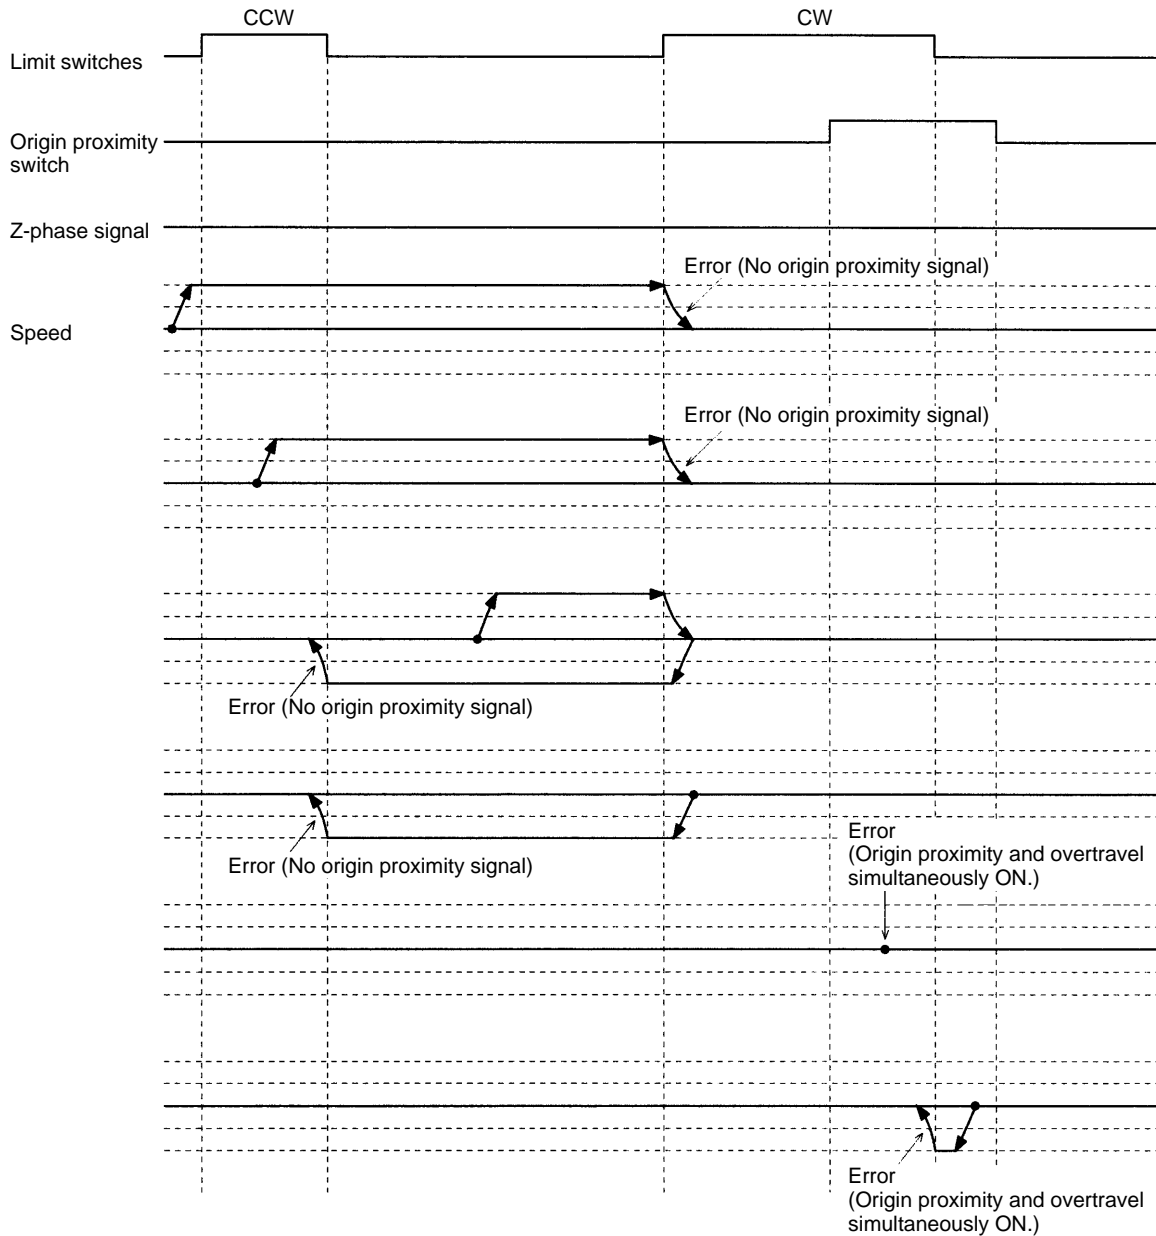 CCW
CW
Limit switches
Origin proximity
switch
Z-phase signal
Error (No origin proximity signal)
Speed
Error (No origin proximity signal)
Error (No origin proximity signal)
Error (No origin proximity signal)
Error
(Origin proximity and overtravel
simultaneously ON.)
Error
(Origin proximity and overtravel
simultaneously ON.)